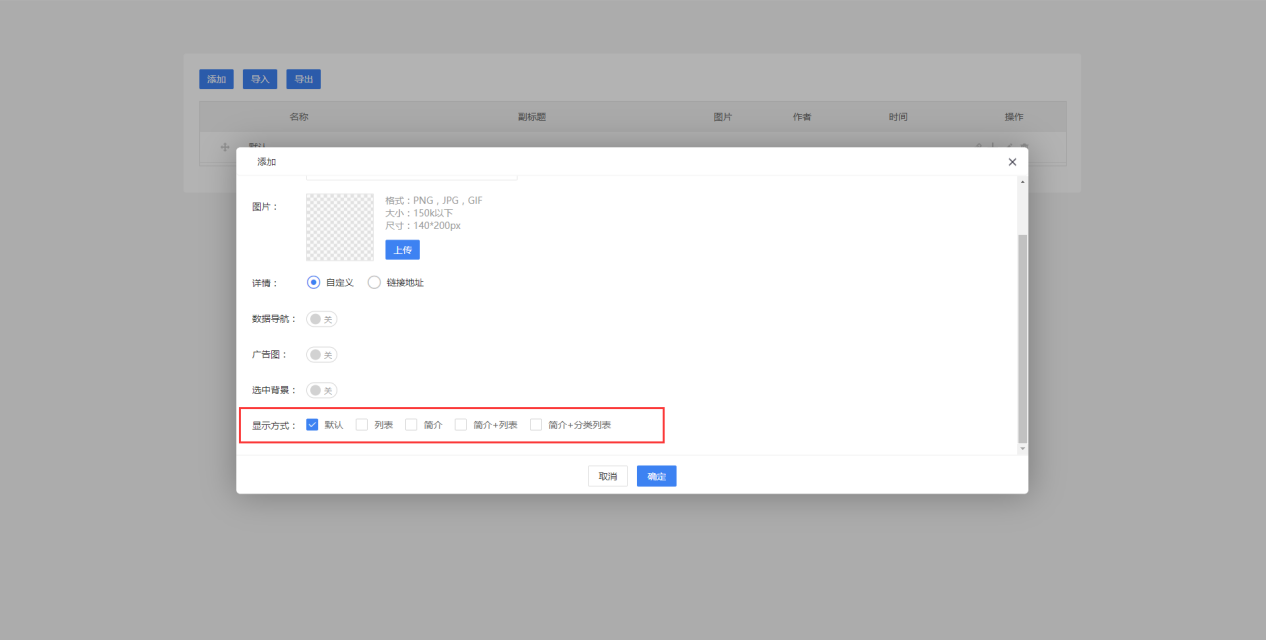 添加 导入 导出
名称 副标题 图片 作者 时间 操作
默认
添加
图片：
格式：PNG，JPG，GIF
大小：150k以下
尺寸：140*200px
上传
详情： 自定义 链接地址
数据导航： 关
广告图： 关
选中背景： 关
显示方式： 默认 列表 简介 简介+列表 简介+分类列表
取消 确定